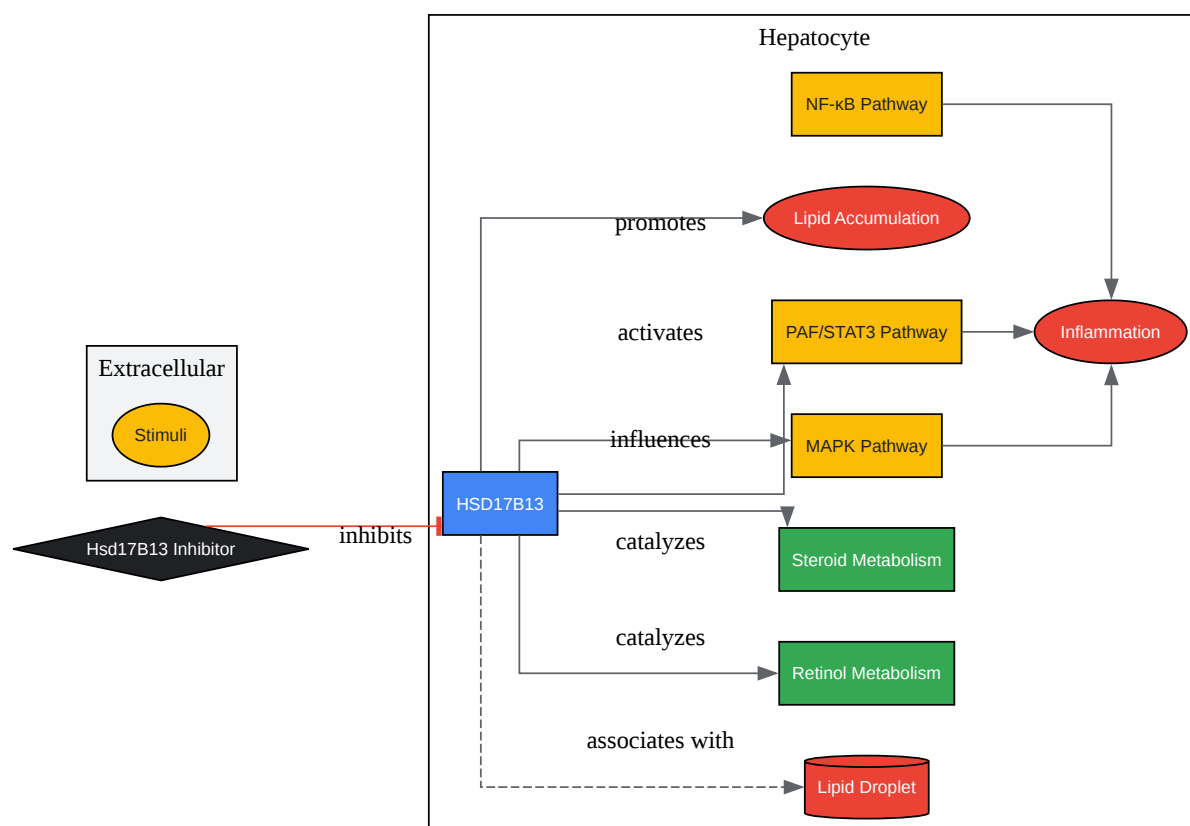 Hepatocyte
NF-κB Pathway
promotes
Lipid Accumulation
activates
PAF/STAT3 Pathway
Inflammation
Extracellular
Stimuli
influences
MAPK Pathway
HSD17B13
inhibits
Hsd17B13 Inhibitor
catalyzes
Steroid Metabolism
catalyzes
Retinol Metabolism
associates with
Lipid Droplet